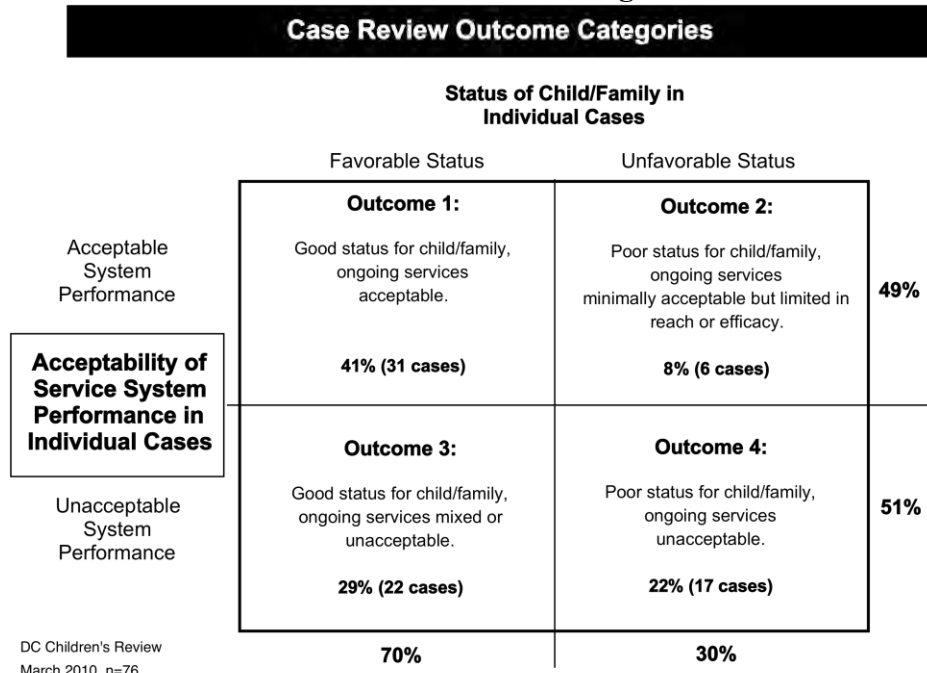 Case Review Outcome Categories
Status of Child/Family in
Individual Cases
Favorable Status
Unfavorable Status
Acceptable
System
Performance
Outcome 1:
Good status for child/family,
ongoing services
acceptable.
41% (31 cases)
Outcome 2:
Poor status for child/family,
ongoing services
minimally acceptable but limited in
reach or efficacy.
8% (6 cases)
49%
Acceptability of
Service System
Performance in
Individual Cases
Unacceptable
System
Performance
Outcome 3:
Good status for child/family,
ongoing services mixed or
unacceptable.
29% (22 cases)
Outcome 4:
Poor status for child/family,
ongoing services
unacceptable.
22% (17 cases)
51%
70%
30%
DC Children's Review
March 2010, n=76